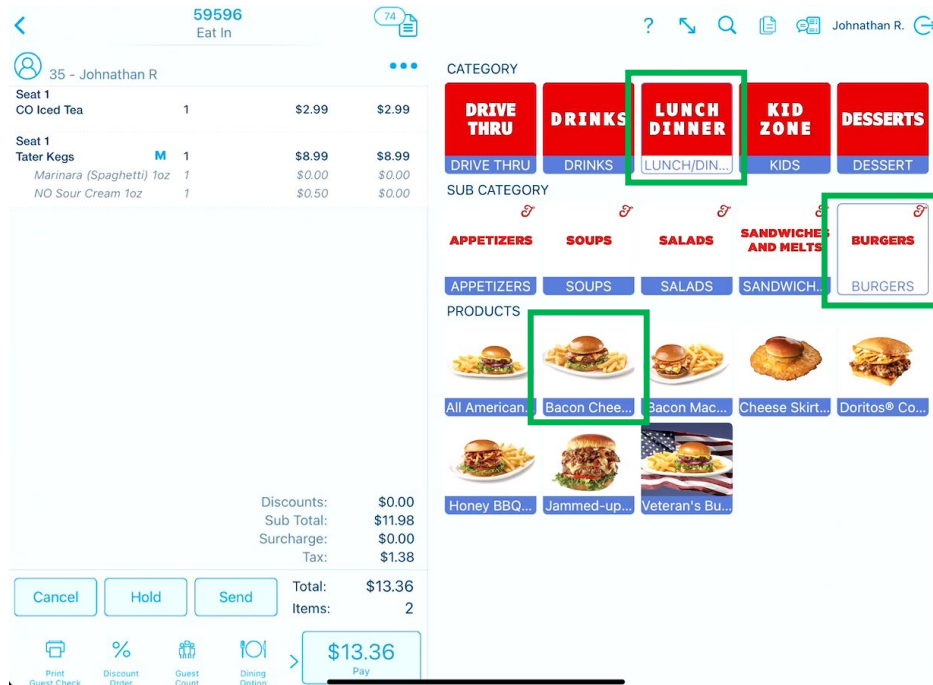 59596
Eat In
74
?
Johnathan R.
35 - Johnathan R
Seat 1
CO Iced Tea 1 $2.99 $2.99
Seat 1
Tater Kegs M 1 $8.99 $8.99
Marinara (Spaghetti) 1oz 1 $0.00 $0.00
NO Sour Cream 1oz 1 $0.50 $0.00
Discounts: $0.00
Sub Total: $11.98
Surcharge: $0.00
Tax: $1.38
Cancel Hold Send
Total: $13.36
Items: 2
Print Guest Check
Discount Order
Guest Count
Dining Option
$13.36
Pay
CATEGORY
DRIVE THRU
DRINKS
LUNCH DINNER
KID ZONE
DESSERTS
DRIVE THRU DRINKS LUNCH/DIN... KIDS DESSERT
SUB CATEGORY
APPETIZERS
SOUPS
SALADS
SANDWICHES AND MELTS
BURGERS
APPETIZERS SOUPS SALADS SANDWICH... BURGERS
PRODUCTS
All American... Bacon Chee... Bacon Mac... Cheese Skirt... Doritos® Co...
Honey BBQ... Jammed-up... Veteran's Bu...